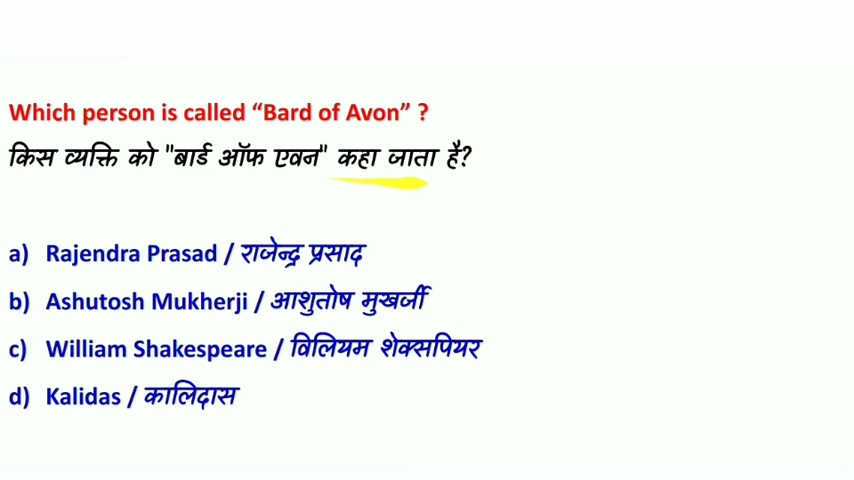 Which person is called “Bard of Avon” ?
किस व्यक्ति को "बार्ड ऑफ एवन" कहा जाता है?
a) Rajendra Prasad / राजेन्द्र प्रसाद
b) Ashutosh Mukherji / आशुतोष मुखर्जी
c) William Shakespeare / विलियम शेक्सपियर
d) Kalidas / कालिदास